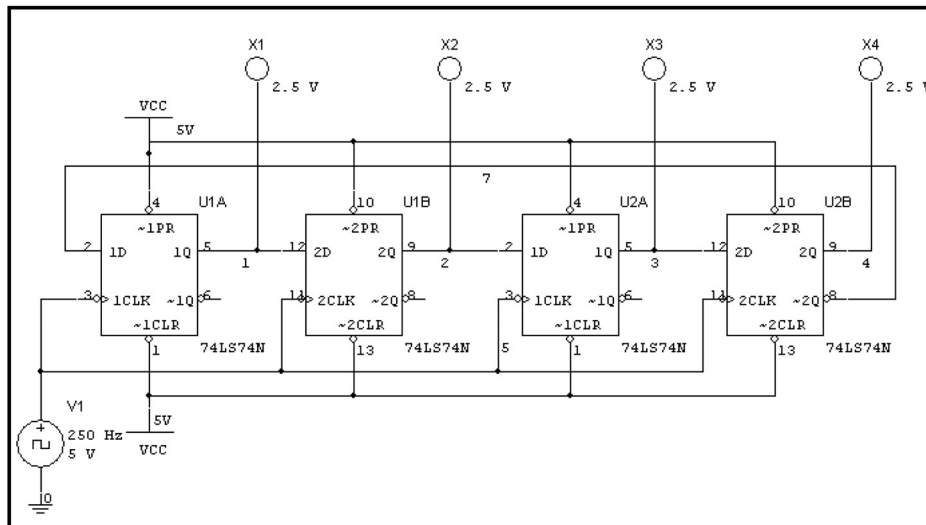 X1 X2 X3 X4
2.5 V 2.5 V 2.5 V 2.5 V
VCC
5V
7
4 U1A 10 U1B 4 U2A 10 U2B
~1PR ~2PR ~1PR ~2PR
2 1D 1Q 5 12 2D 2Q 9 2 1D 1Q 5 12 2D 2Q 9
1 2 3 4
3 1CLK ~1Q 6 11 2CLK ~2Q 8 3 1CLK ~1Q 6 11 2CLK ~2Q 8
~1CLR ~2CLR ~1CLR ~2CLR
1 74LS74N 13 74LS74N 5 1 74LS74N 13 74LS74N
V1
250 Hz
5 V
5V
VCC
0